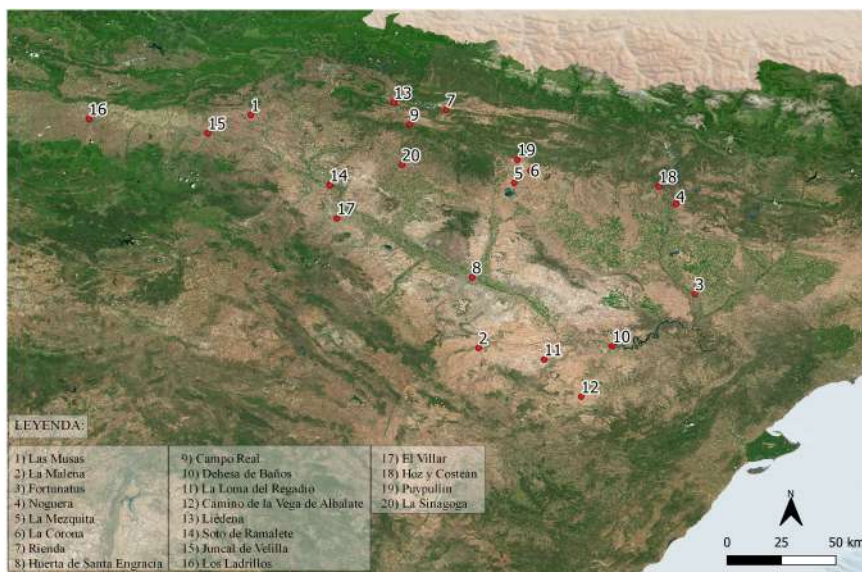 16
15
1
13
9
7
20
14
17
19
5
6
18
4
8
3
2
11
10
12
LEYENDA:
1) Las Musas
2) La Malena
3) Fortunatus
4) Noguera
5) La Mezquita
6) La Corona
7) Rienda
8) Huerta de Santa Engracia
9) Campo Real
10) Dehesa de Baños
11) La Loma del Regadío
12) Camino de la Vega de Albalate
13) Liédena
14) Soto de Ramalete
15) Juncal de Velilla
16) Los Ladrillos
17) El Villar
18) Hoz y Costean
19) Puypullín
20) La Sinagoga
N
0 25 50 km